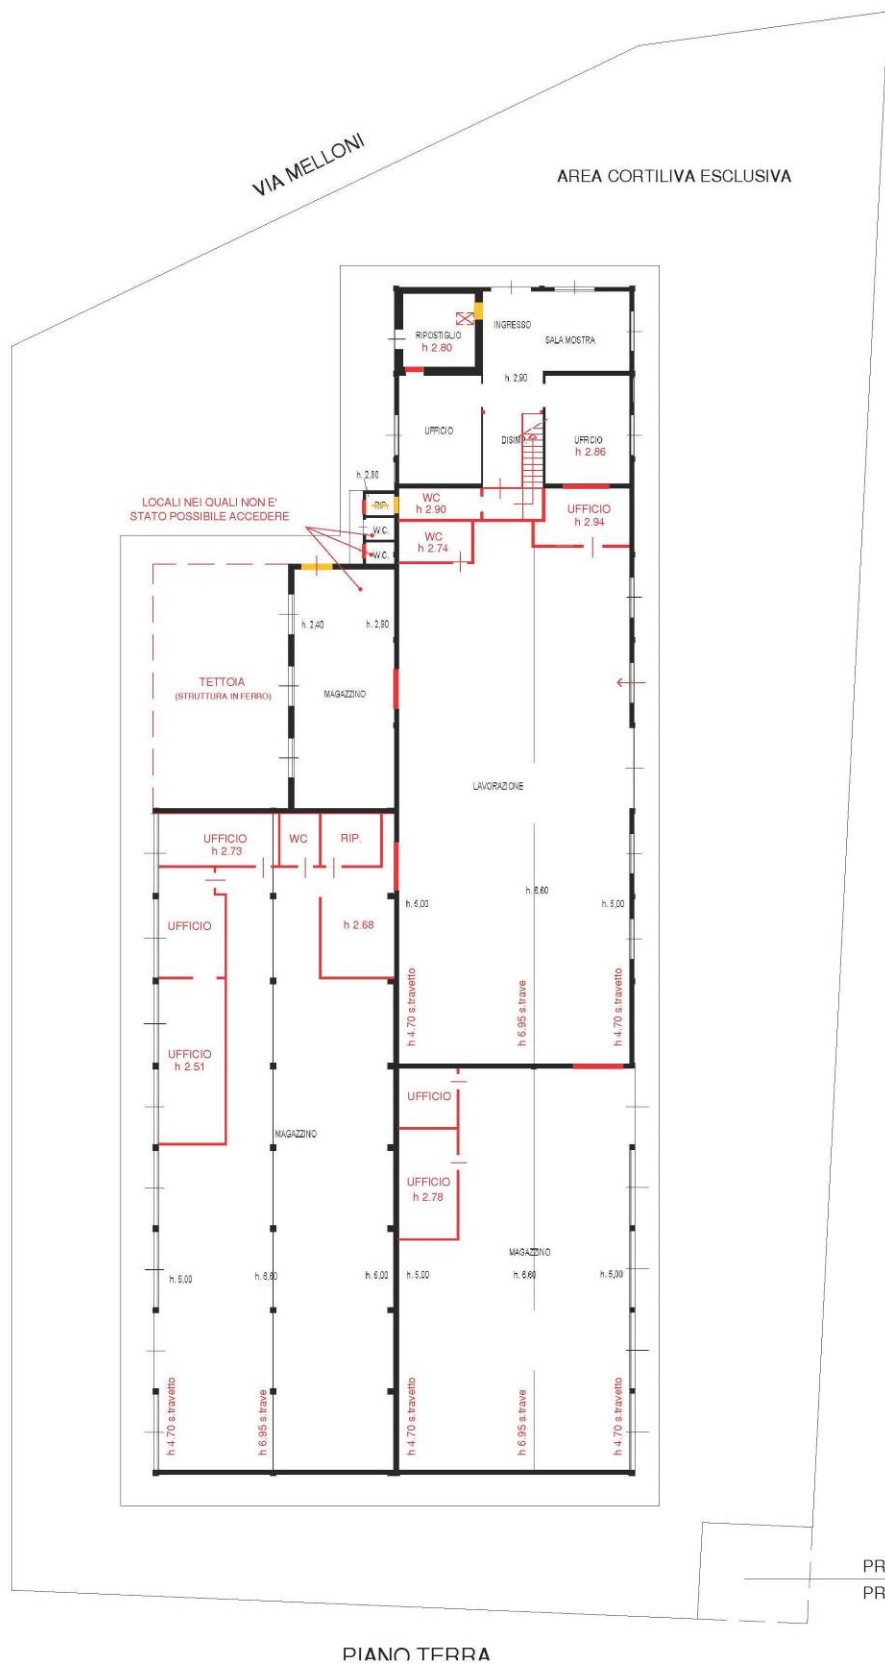 VIA MELLONI
AREA CORTILIVA ESCLUSIVA
RIPOSTIGLIO
h 2.80
INGRESSO
SALA MOSTRA
h. 2,90
UFFICIO
UFFICIO
h 2.86
h. 2,80
LOCALI NEI QUALI NON E'
STATO POSSIBILE ACCEDERE
RIP.
W.C.
W.C.
WC
h 2.90
WC
h 2.74
UFFICIO
h 2.94
h. 2,40
h. 2,80
TETTOIA
(STRUTTURA IN FERRO)
MAGAZZINO
LAVORAZIONE
UFFICIO
h 2.73
WC
RIP.
UFFICIO
h 2.68
h. 5,00
h. 6,60
h. 5,00
h 4.70 s.travetto
h 6.95 s.trave
h 4.70 s.travetto
UFFICIO
h 2.51
MAGAZZINO
UFFICIO
UFFICIO
h 2.78
MAGAZZINO
h. 5,00
h. 6,60
h. 5,00
h. 5,00
h. 6,60
h. 5,00
h 4.70 s.travetto
h 6.95 s.trave
h 4.70 s.travetto
h 6.95 s.trave
h 4.70 s.travetto
PR
PR
PIANO TERRA